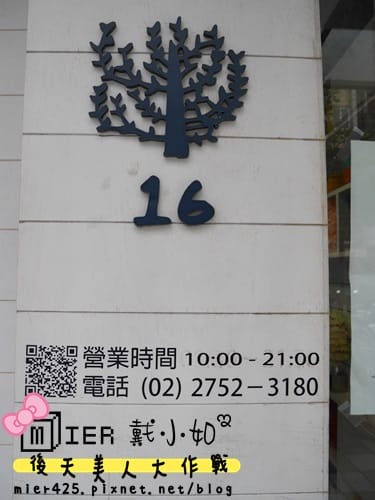 16
營業時間 10:00 - 21:00
電話 (02) 2752-3180
MIER 戴·小·如
後天美人大作戰
mier425.pixnet.net/blog